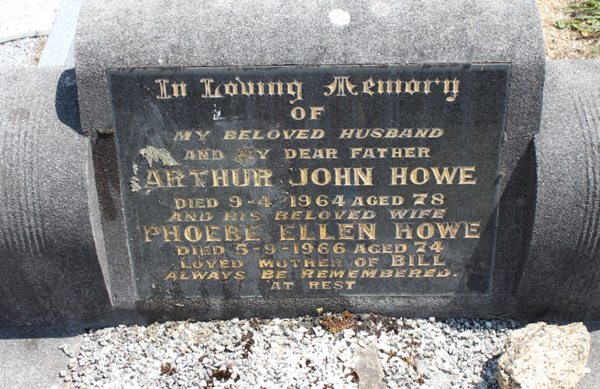 In Loving Memory
OF
MY BELOVED HUSBAND
AND MY DEAR FATHER
ARTHUR JOHN HOWE
DIED 9-4-1964 AGED 78
AND HIS BELOVED WIFE
PHOEBE ELLEN HOWE
DIED 5-9-1966 AGED 74
LOVED MOTHER OF BILL
ALWAYS BE REMEMBERED.
AT REST